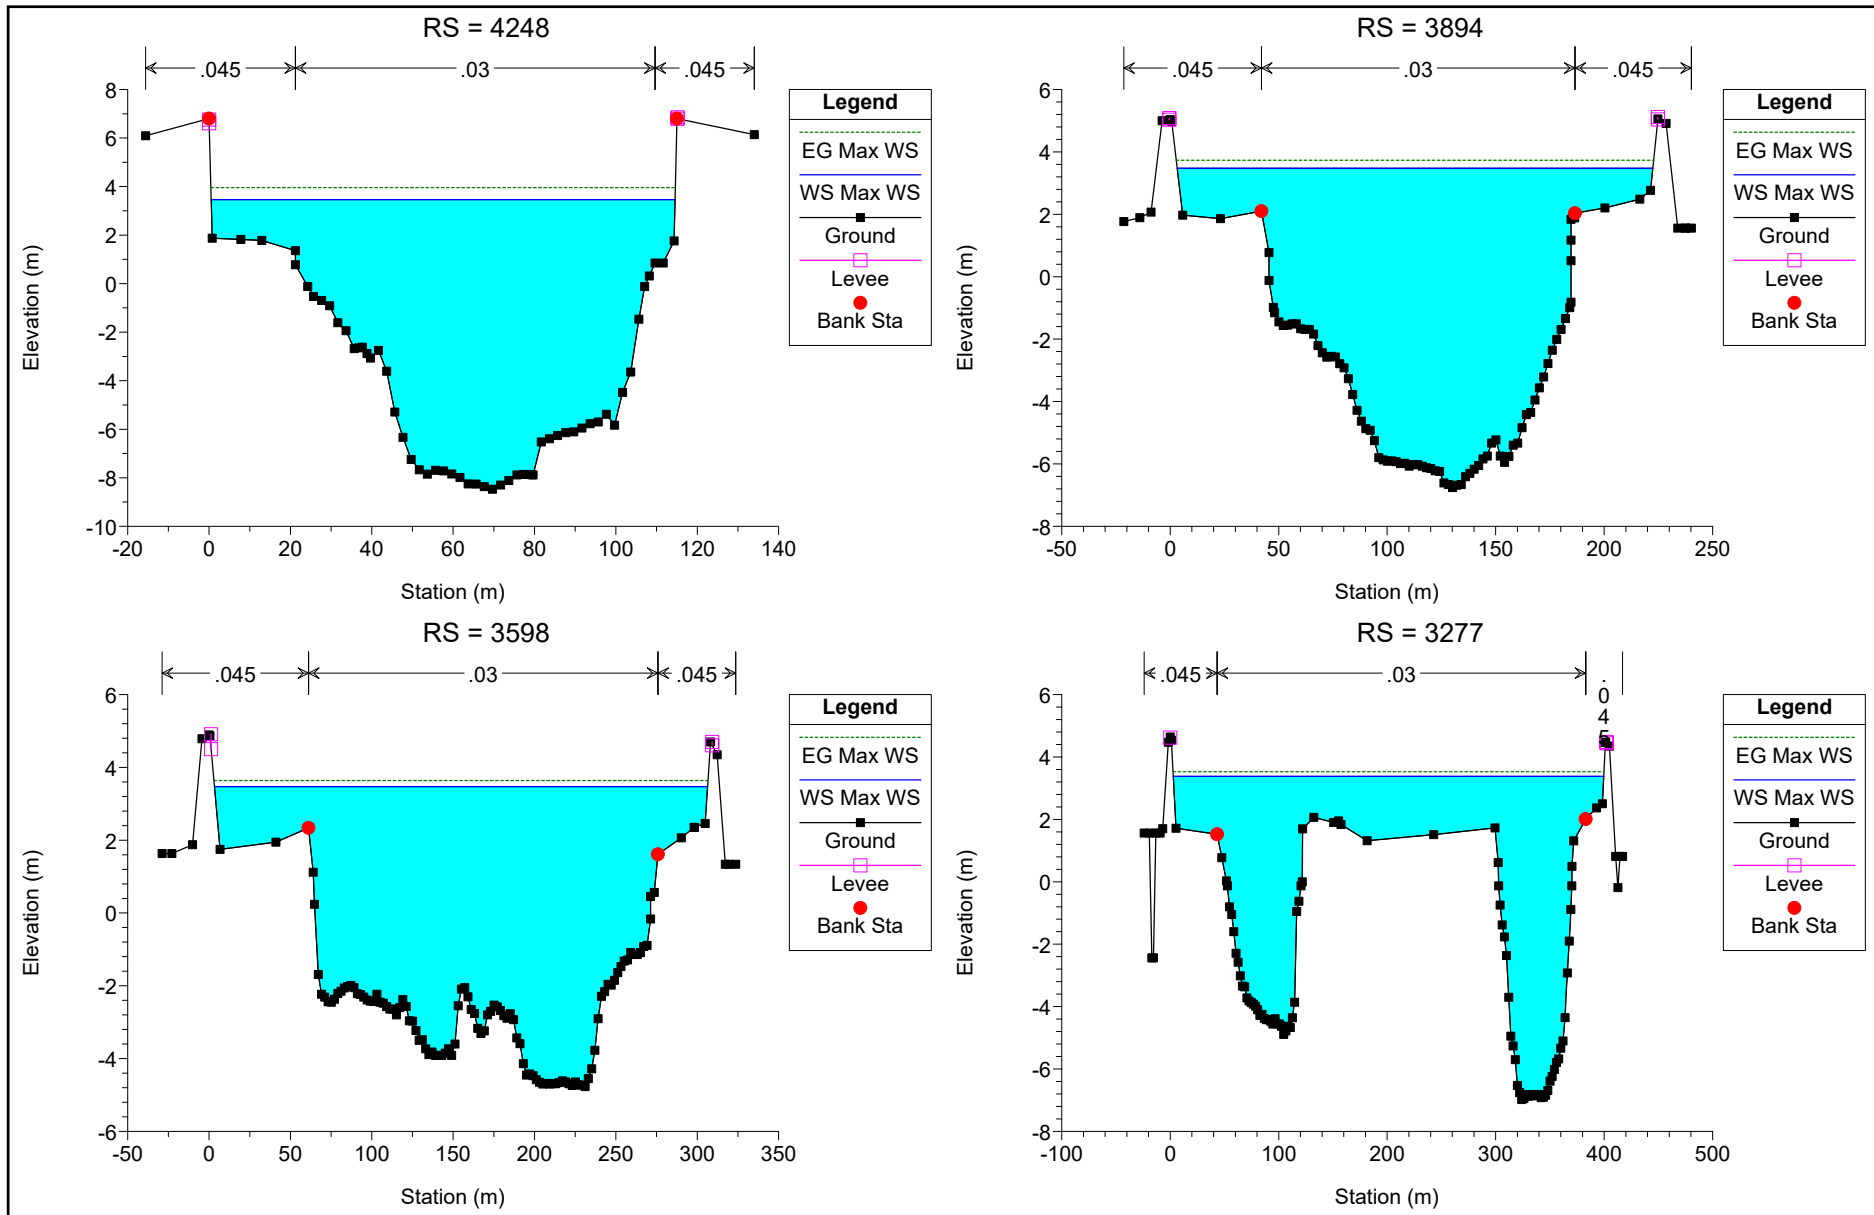 RS = 4248
.045 .03 .045
8
6
4
2
0
-2
-4
-6
-8
-10
-20 0 20 40 60 80 100 120 140
Elevation (m)
Station (m)
Legend
EG Max WS
WS Max WS
Ground
Levee
Bank Sta
RS = 3894
.045 .03 .045
6
4
2
0
-2
-4
-6
-8
-50 0 50 100 150 200 250
Elevation (m)
Station (m)
Legend
EG Max WS
WS Max WS
Ground
Levee
Bank Sta
RS = 3598
.045 .03 .045
6
4
2
0
-2
-4
-6
-50 0 50 100 150 200 250 300 350
Elevation (m)
Station (m)
Legend
EG Max WS
WS Max WS
Ground
Levee
Bank Sta
RS = 3277
.045 .03 .045
6
4
2
0
-2
-4
-6
-8
-100 0 100 200 300 400 500
Elevation (m)
Station (m)
Legend
EG Max WS
WS Max WS
Ground
Levee
Bank Sta